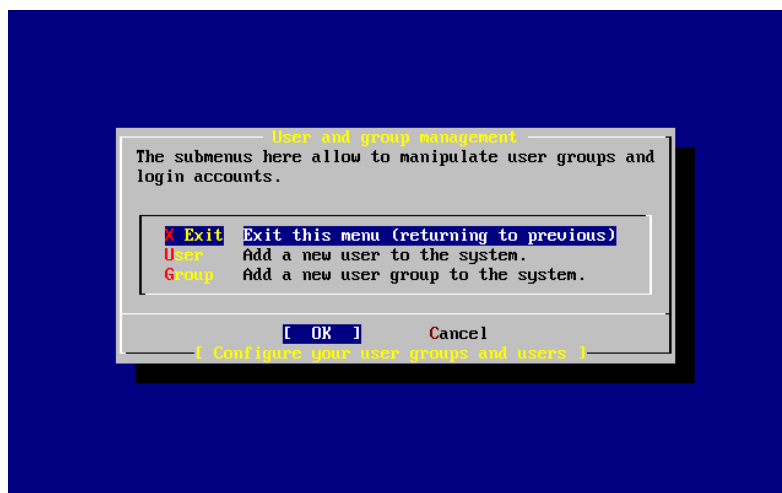 User and group management
The submenus here allow to manipulate user groups and
login accounts.
X Exit Exit this menu (returning to previous)
User Add a new user to the system.
Group Add a new user group to the system.
[ OK ] Cancel
[ Configure your user groups and users ]